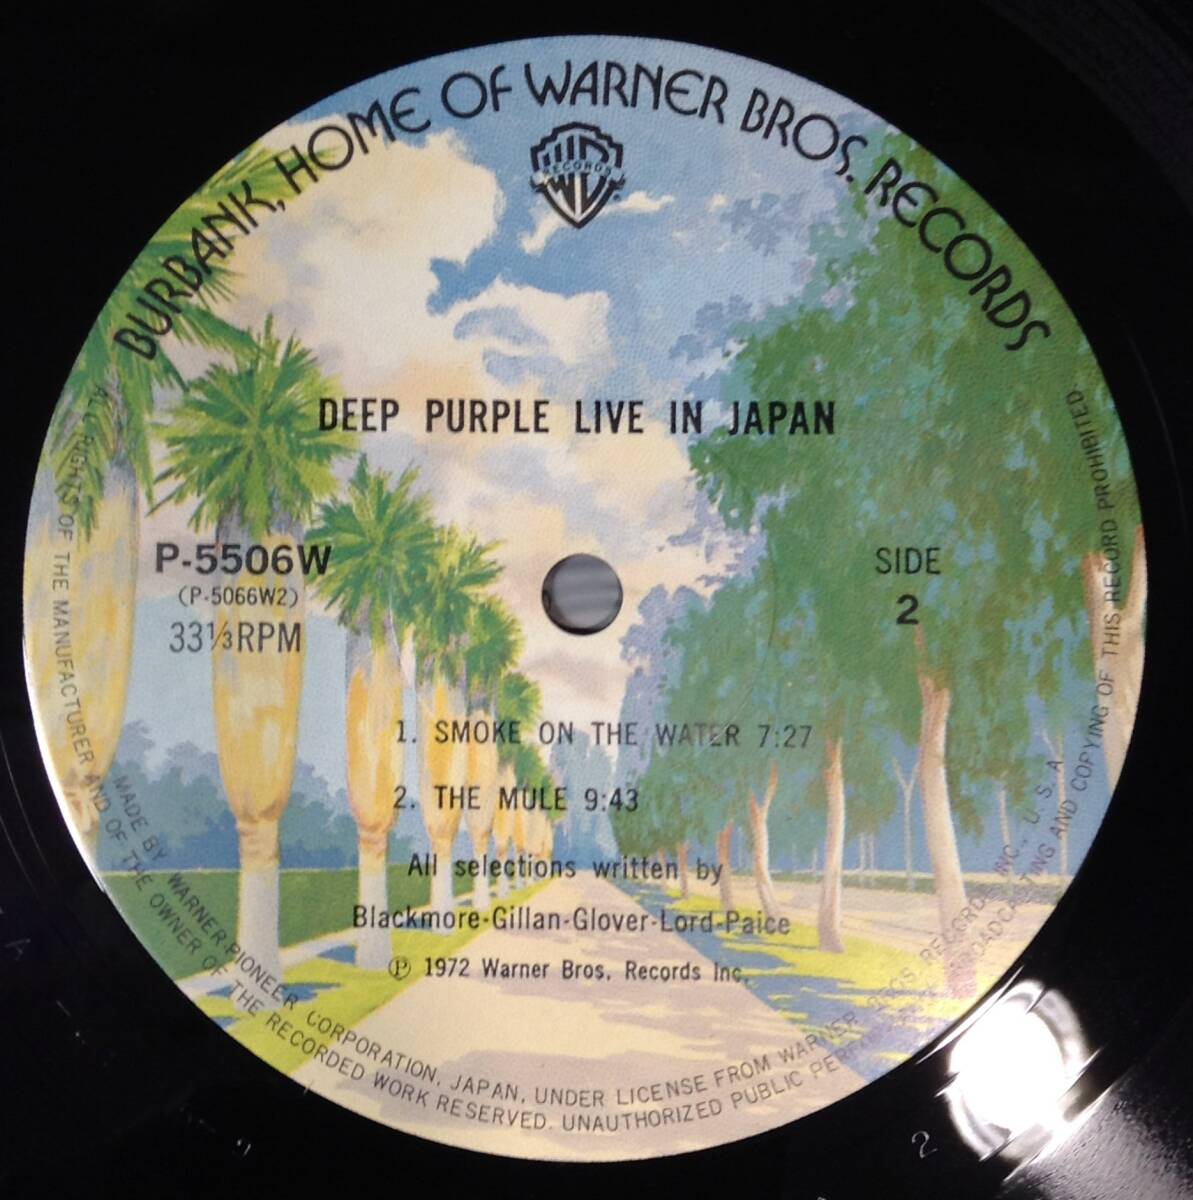 BURBANK, HOME OF WARNER BROS. RECORDS
WB
RECORDS
DEEP PURPLE LIVE IN JAPAN
P-5506W
(P-5066W2)
33⅓RPM
SIDE
2
1. SMOKE ON THE WATER 7:27
2. THE MULE 9:43
All selections written by
Blackmore-Gillan-Glover-Lord-Paice
Ⓟ 1972 Warner Bros. Records Inc.
MADE BY WARNER-PIONEER CORPORATION, JAPAN, UNDER LICENSE FROM WARNER BROS. RECORDS INC., U. S. A.
ALL RIGHTS OF THE MANUFACTURER AND OF THE OWNER OF THE RECORDED WORK RESERVED. UNAUTHORIZED PUBLIC PERFORMANCE BROADCASTING AND COPYING OF THIS RECORD PROHIBITED
2